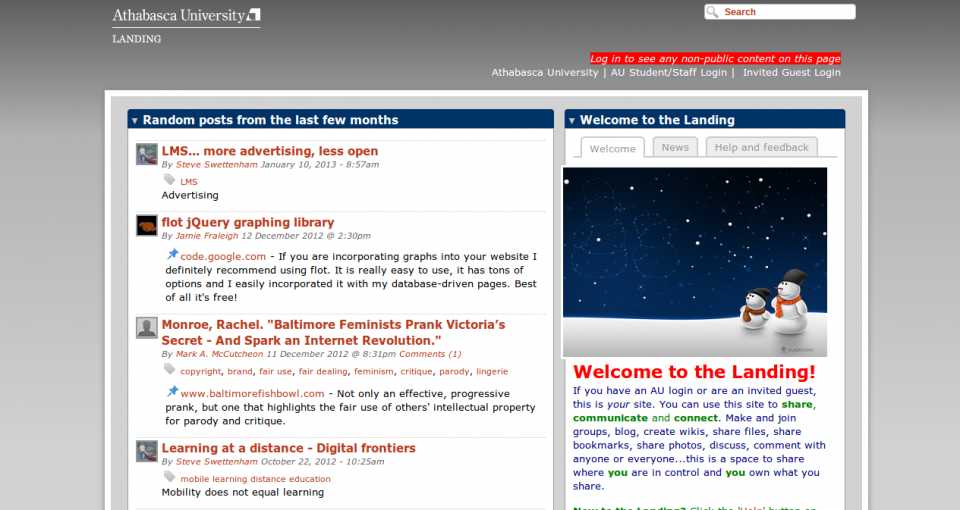 Athabasca University
LANDING
Search
Log in to see any non-public content on this page
Athabasca University | AU Student/Staff Login | Invited Guest Login
▼ Random posts from the last few months
LMS... more advertising, less open
By Steve Swettenham January 10, 2013 - 8:57am
LMS
Advertising
flot jQuery graphing library
By Jamie Fraleigh 12 December 2012 @ 2:30pm
code.google.com - If you are incorporating graphs into your website I
definitely recommend using flot. It is really easy to use, it has tons of
options and I easily incorporated it with my database-driven pages. Best
of all it's free!
Monroe, Rachel. "Baltimore Feminists Prank Victoria's
Secret - And Spark an Internet Revolution."
By Mark A. McCutcheon 11 December 2012 @ 8:31pm Comments (1)
copyright, brand, fair use, fair dealing, feminism, critique, parody, lingerie
www.baltimorefishbowl.com - Not only an effective, progressive
prank, but one that highlights the fair use of others' intellectual property
for parody and critique.
Learning at a distance - Digital frontiers
By Steve Swettenham October 22, 2012 - 10:25am
mobile learning distance education
Mobility does not equal learning
▼ Welcome to the Landing
Welcome
News
Help and feedback
Welcome to the Landing!
If you have an AU login or are an invited guest,
this is your site. You can use this site to share,
communicate and connect. Make and join
groups, blog, create wikis, share files, share
bookmarks, share photos, discuss, comment with
anyone or everyone...this is a space to share
where you are in control and you own what you
share.
New to the Landing? Click the 'Help' button on